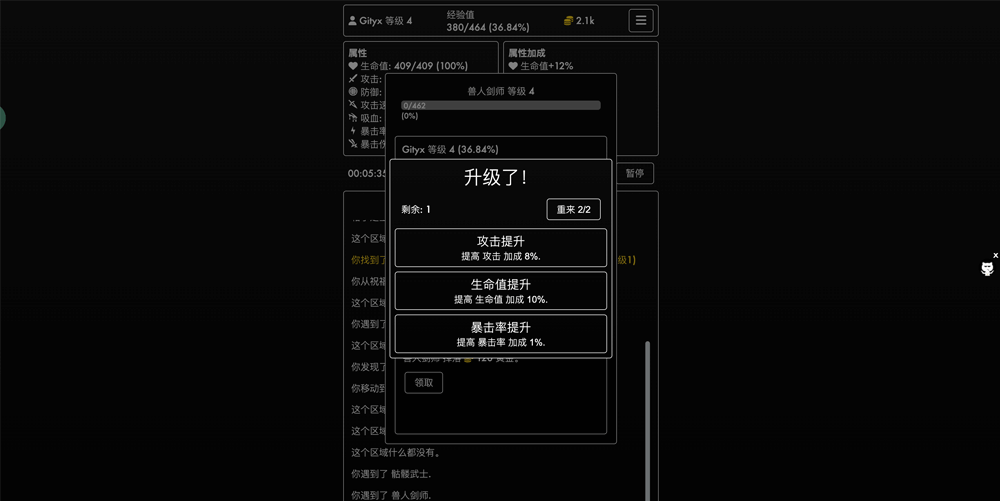 Gityx 等级 4
经验值
380/464 (36.84%)
2.1k
属性
生命值: 409/409 (100%)
攻击:
防御:
攻击速
吸血:
暴击率
暴击伤
属性加成
生命值+12%
兽人剑师 等级 4
0/462
(0%)
Gityx 等级 4 (36.84%)
00:05:35
暂停
升级了!
剩余: 1
重来 2/2
攻击提升
提高 攻击 加成 8%.
生命值提升
提高 生命值 加成 10%.
暴击率提升
提高 暴击率 加成 1%.
领取
这个区域
你找到了
级1)
你从祝福
这个区域
你遇到了
这个区域
你发现了
你移动到
这个区域
这个区域
这个区域什么都没有。
你遇到了 骷髅武士.
你遇到了 兽人剑师.
x